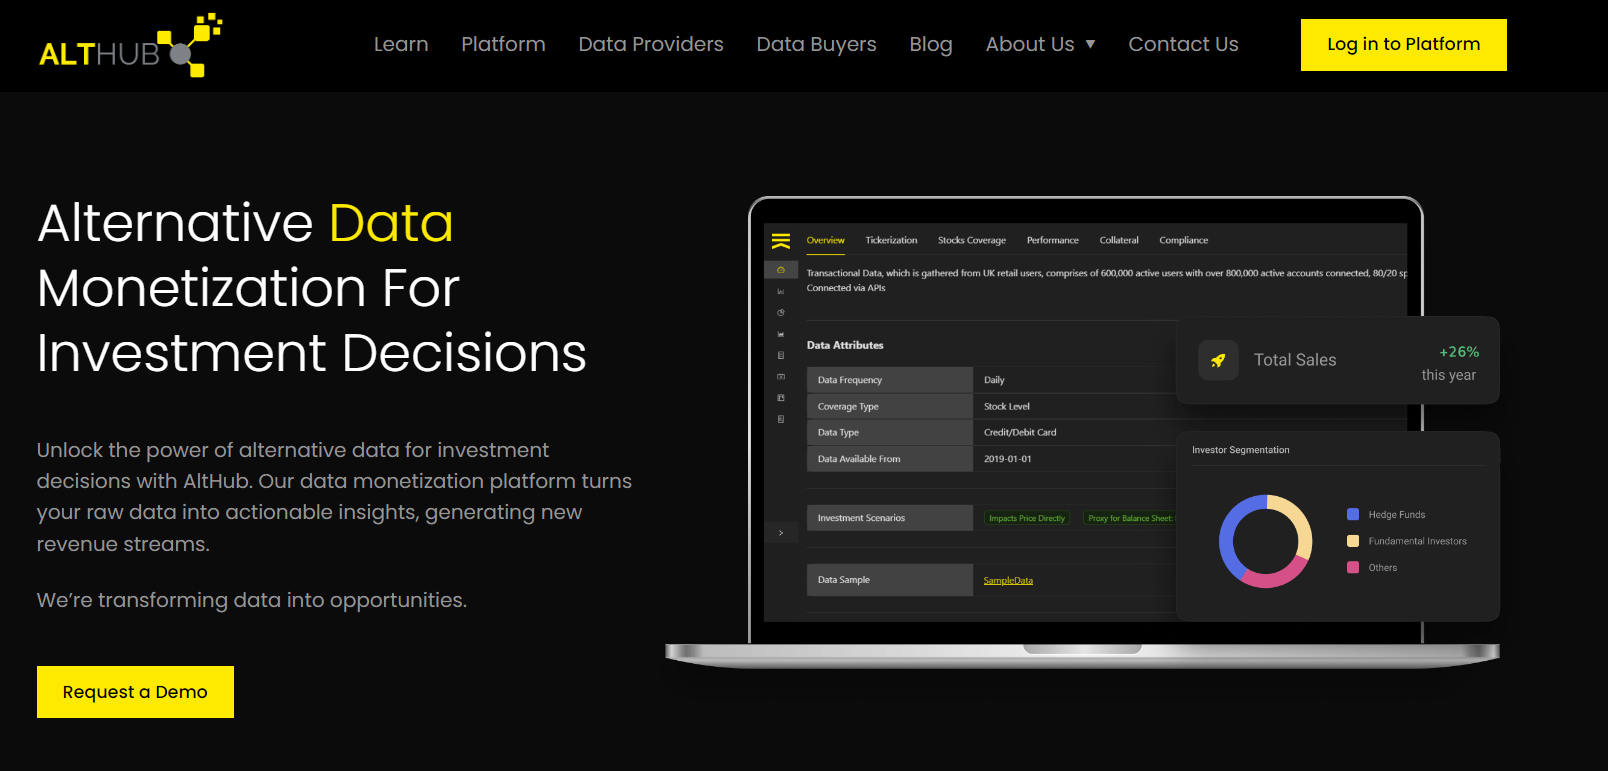 ALTHUB
Learn Platform Data Providers Data Buyers Blog About Us ▼ Contact Us
Log in to Platform
Alternative Data
Monetization For
Investment Decisions
Unlock the power of alternative data for investment
decisions with AltHub. Our data monetization platform turns
your raw data into actionable insights, generating new
revenue streams.
We’re transforming data into opportunities.
Request a Demo
Overview Tickerization Stocks Coverage Performance Collateral Compliance
Transactional Data, which is gathered from UK retail users, comprises of 600,000 active users with over 800,000 active accounts connected, 80/20 sp
Connected via APIs
Data Attributes
Data Frequency Daily
Coverage Type Stock Level
Data Type Credit/Debit Card
Data Available From 2019-01-01
Investment Scenarios Impacts Price Directly Proxy for Balance Sheet:
Data Sample SampleData
Total Sales
+26%
this year
Investor Segmentation
Hedge Funds
Fundamental Investors
Others